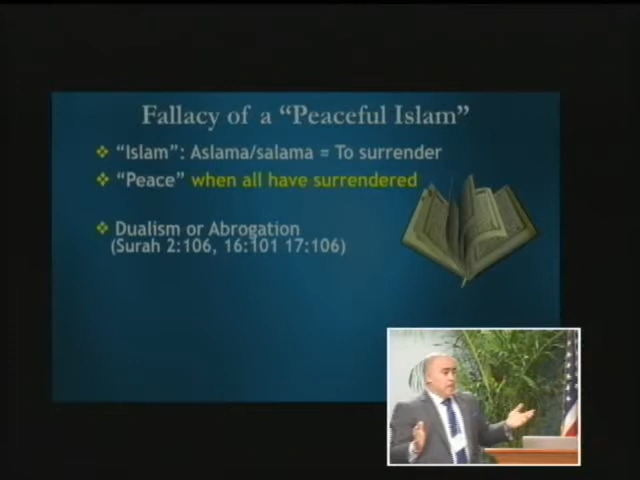 Fallacy of a “Peaceful Islam”
“Islam”: Aslama/salama = To surrender
“Peace” when all have surrendered
Dualism or Abrogation
(Surah 2:106, 16:101 17:106)